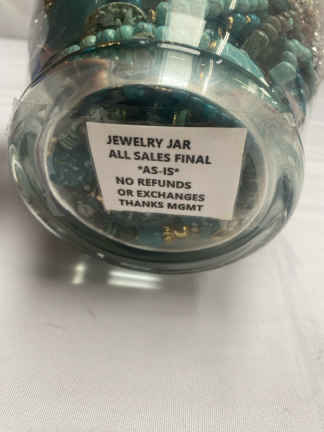 JEWELRY JAR
ALL SALES FINAL
*AS-IS*
NO REFUNDS
OR EXCHANGES
THANKS MGMT